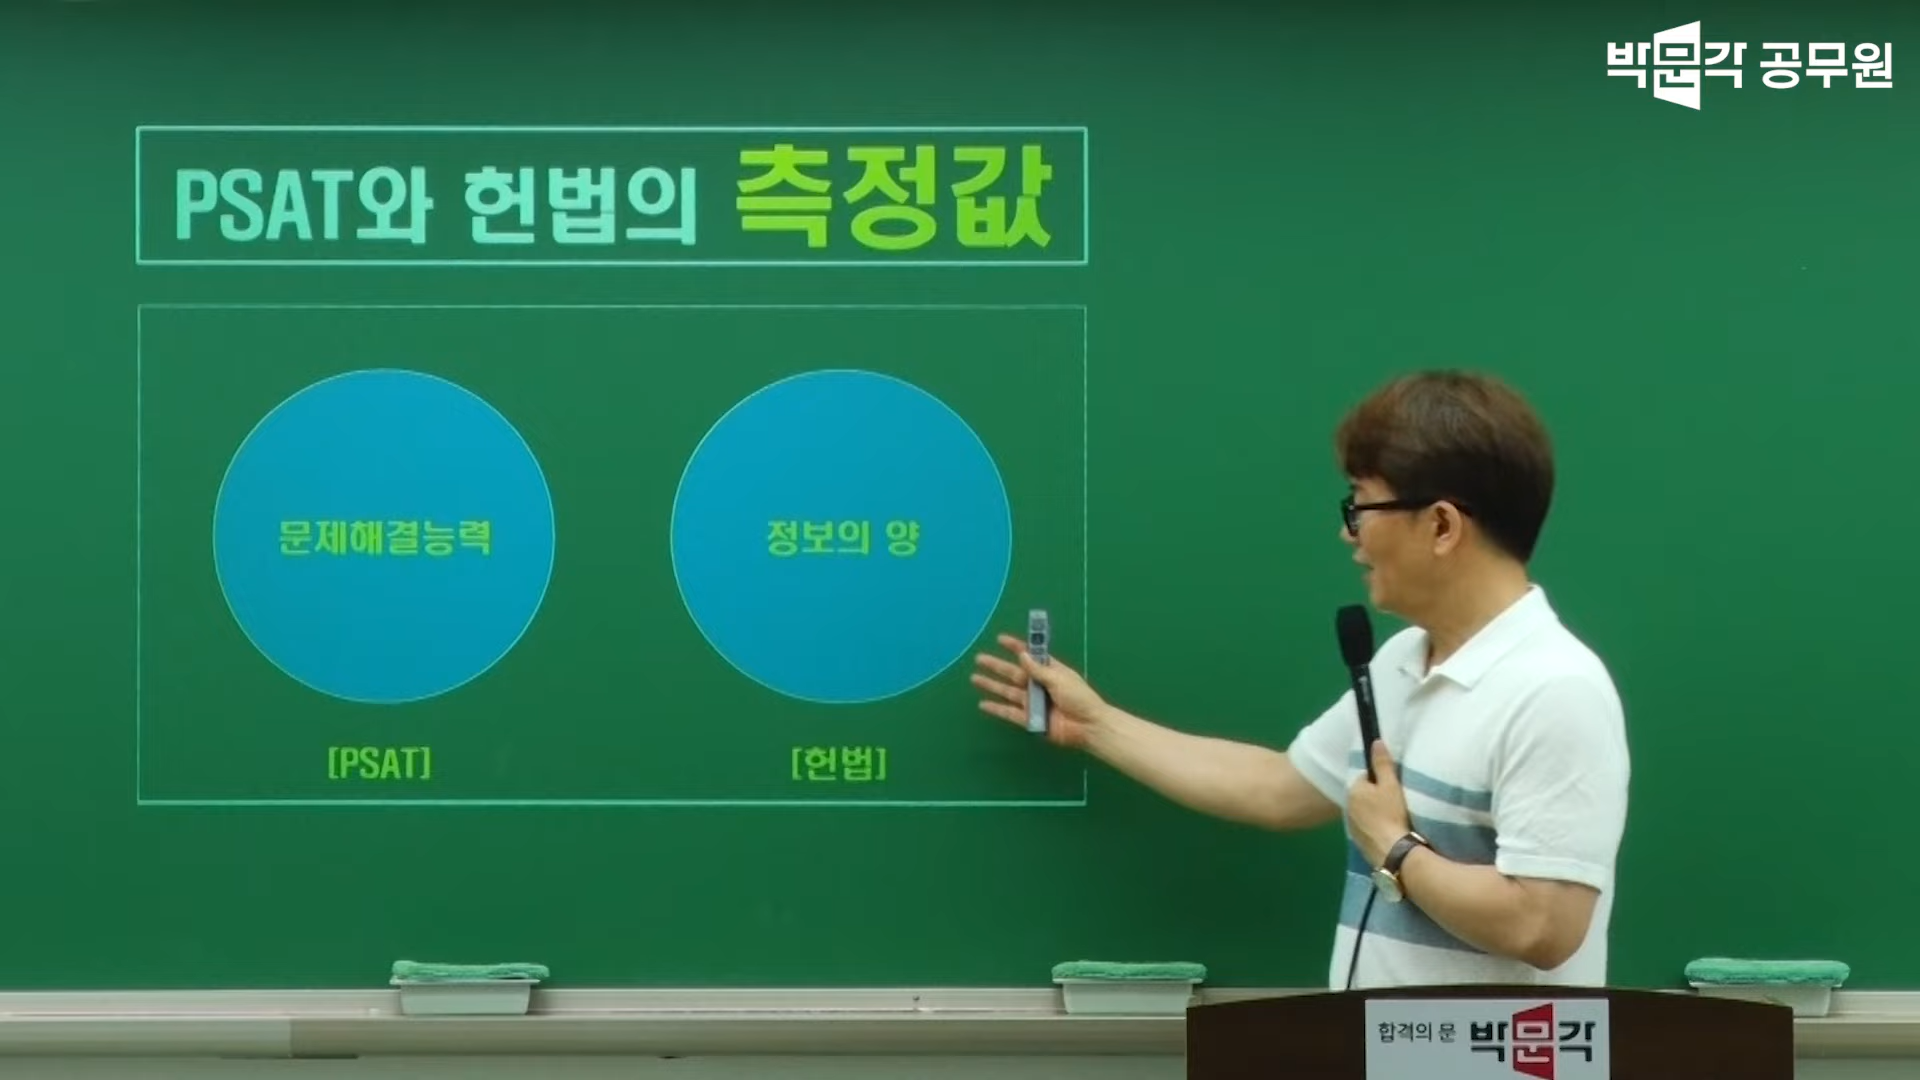 박문각 공무원
PSAT와 헌법의 측정값
문제해결능력
정보의 양
[PSAT]
[헌법]
합격의 문 박문각